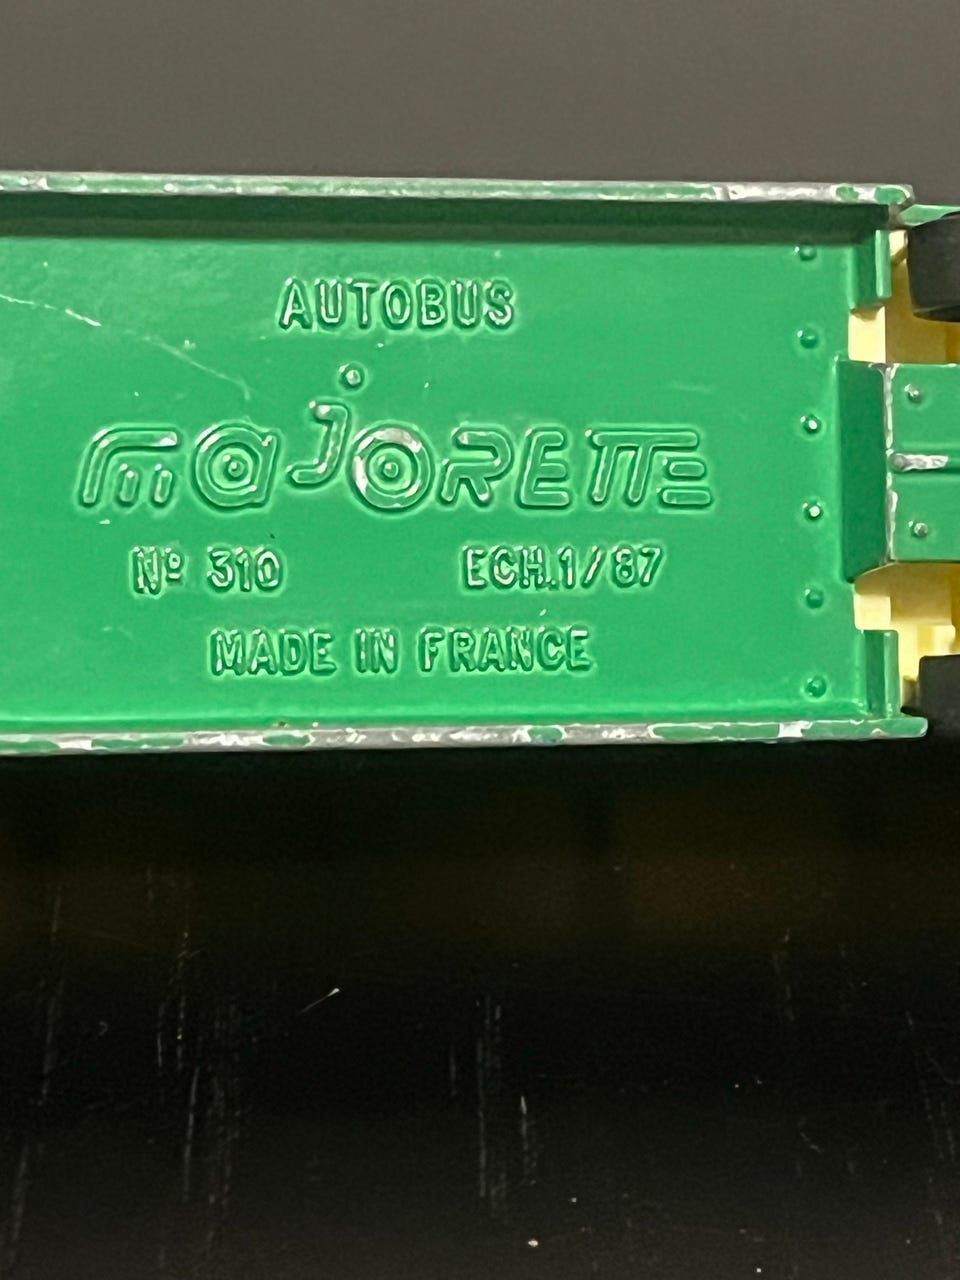 AUTOBUS
majORETTE
Nº 310 ECH.1/87
MADE IN FRANCE